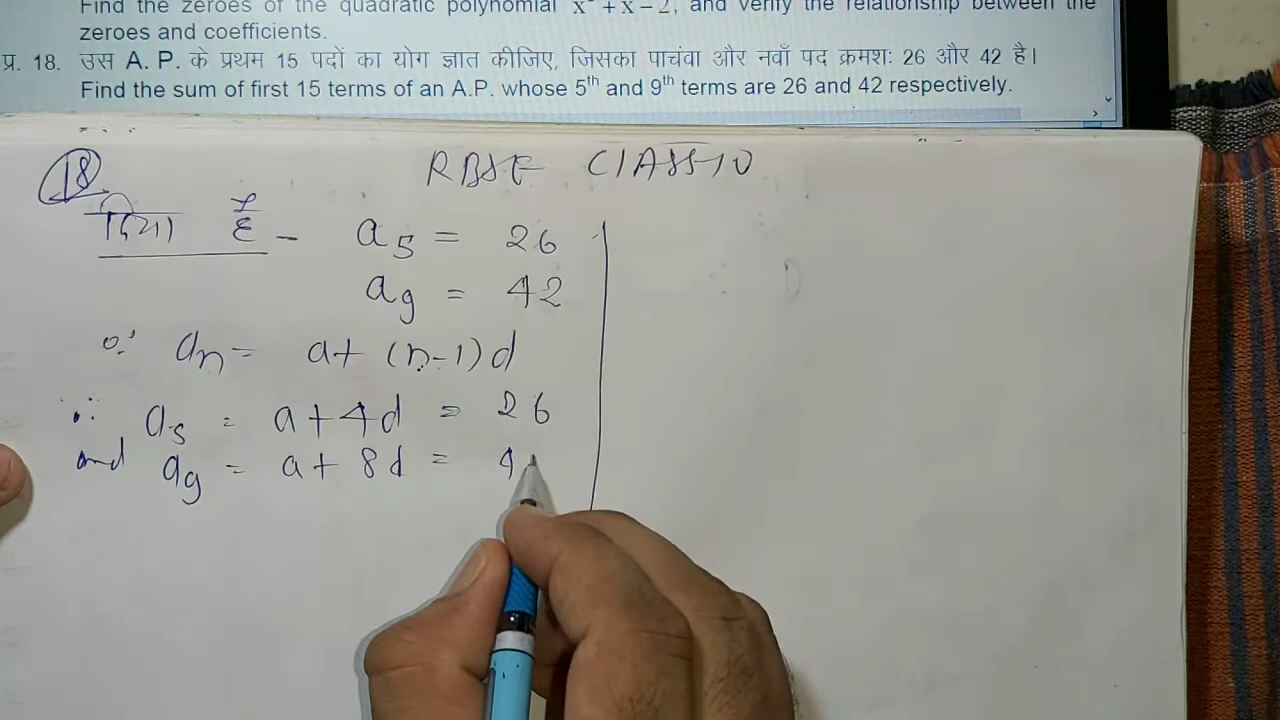 Find the zeroes of the quadratic polynomial x² + x – 2, and verify the relationship between the
zeroes and coefficients.
प्र. 18. उस A. P. के प्रथम 15 पदों का योग ज्ञात कीजिए, जिसका पाचंवा और नवाँ पद क्रमशः 26 और 42 है।
Find the sum of first 15 terms of an A.P. whose 5th and 9th terms are 26 and 42 respectively.
RBSE CLASS-10
18
दिया है - a5 = 26
a9 = 42
∵ an = a + (n-1)d
∴ a5 = a + 4d = 26
and a9 = a + 8d = 4